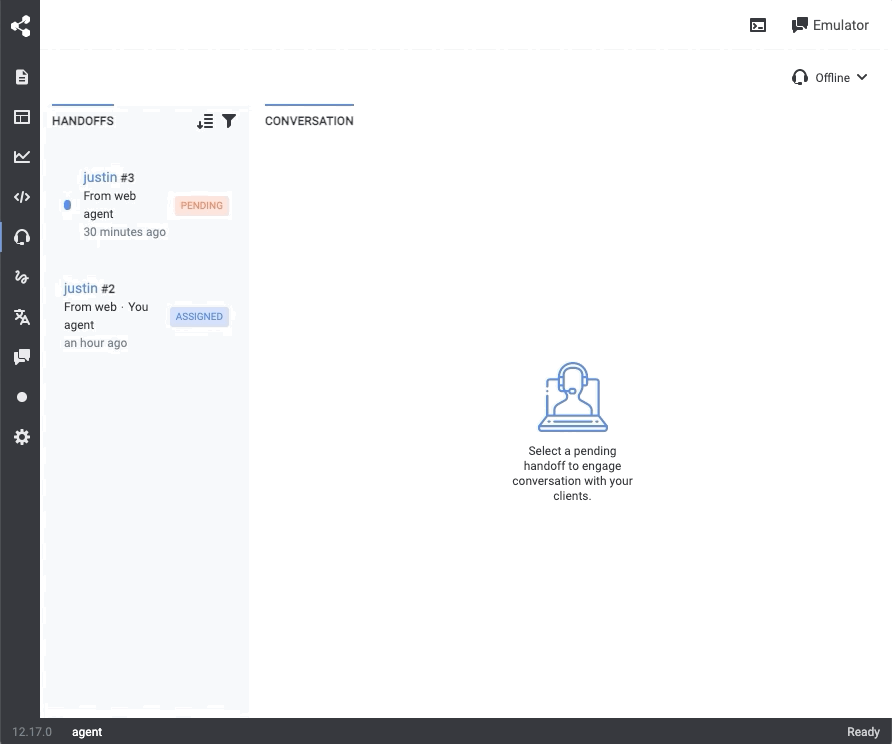 Emulator
Offline
HANDOFFS
CONVERSATION
justin #3
From web
agent
30 minutes ago
PENDING
justin #2
From web · You
agent
an hour ago
ASSIGNED
Select a pending
handoff to engage
conversation with your
clients.
12.17.0 agent
Ready